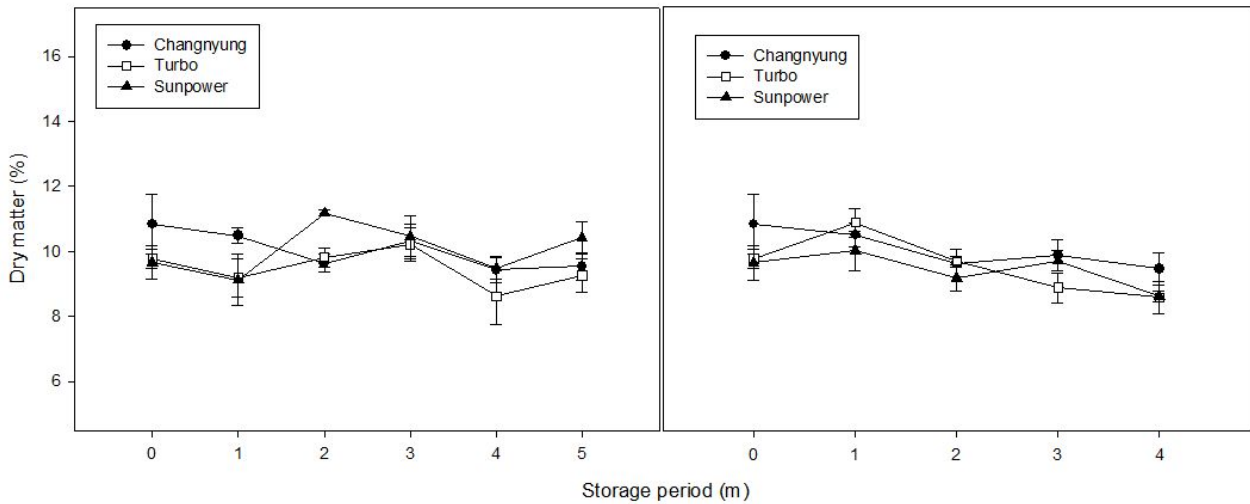 Changnyung
Turbo
Sunpower
Changnyung
Turbo
Sunpower
Dry matter (%)
16
14
12
10
8
6
0 1 2 3 4 5
0 1 2 3 4
Storage period (m)